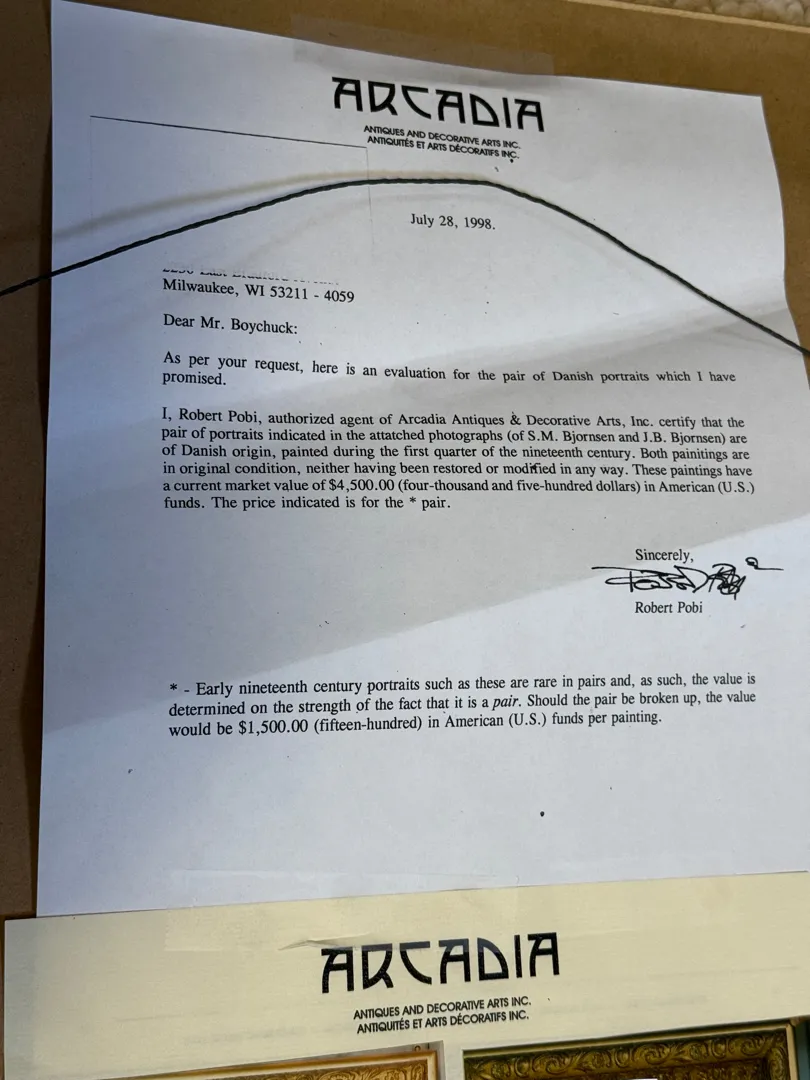 ARCADIA
ANTIQUES AND DECORATIVE ARTS INC.
ANTIQUITÉS ET ARTS DÉCORATIFS INC.
July 28, 1998.
Milwaukee, WI 53211 - 4059
Dear Mr. Boychuck:
As per your request, here is an evaluation for the pair of Danish portraits which I have
promised.
I, Robert Pobi, authorized agent of Arcadia Antiques & Decorative Arts, Inc. certify that the
pair of portraits indicated in the attatched photographs (of S.M. Bjornsen and J.B. Bjornsen) are
of Danish origin, painted during the first quarter of the nineteenth century. Both painitings are
in original condition, neither having been restored or modified in any way. These paintings have
a current market value of $4,500.00 (four-thousand and five-hundred dollars) in American (U.S.)
funds. The price indicated is for the * pair.
Sincerely,
Robert Pobi
* - Early nineteenth century portraits such as these are rare in pairs and, as such, the value is
determined on the strength of the fact that it is a pair. Should the pair be broken up, the value
would be $1,500.00 (fifteen-hundred) in American (U.S.) funds per painting.
ARCADIA
ANTIQUES AND DECORATIVE ARTS INC.
ANTIQUITÉS ET ARTS DÉCORATIFS INC.